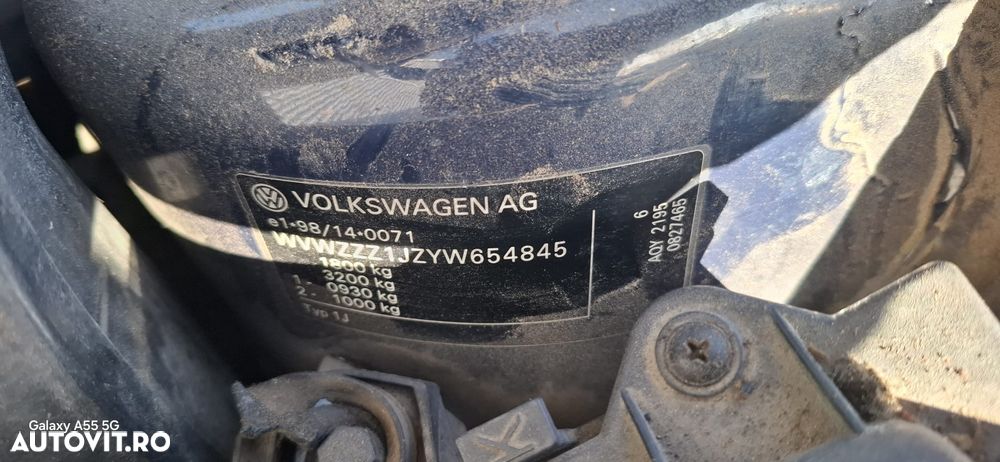 VOLKSWAGEN AG
e1*98/14*0071
WVWZZZ1JZYW654845
1800 kg
1 - 3200 kg
0930 kg
2 - 1000 kg
Typ 1J
6
AQY 2195
0827465
Galaxy A55 5G
AUTOVIT.RO